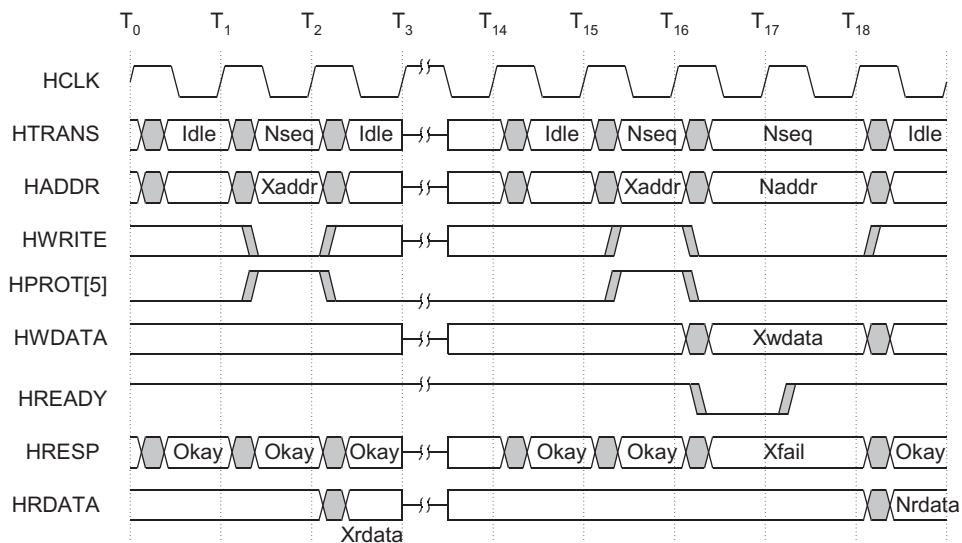 T0 T1 T2 T3 T14 T15 T16 T17 T18
HCLK
HTRANS Idle Nseq Idle Idle Nseq Nseq Idle
HADDR Xaddr Xaddr Naddr
HWRITE
HPROT[5]
HWDATA Xwdata
HREADY
HRESP Okay Okay Okay Okay Okay Xfail Okay
HRDATA Nrdata
Xrdata